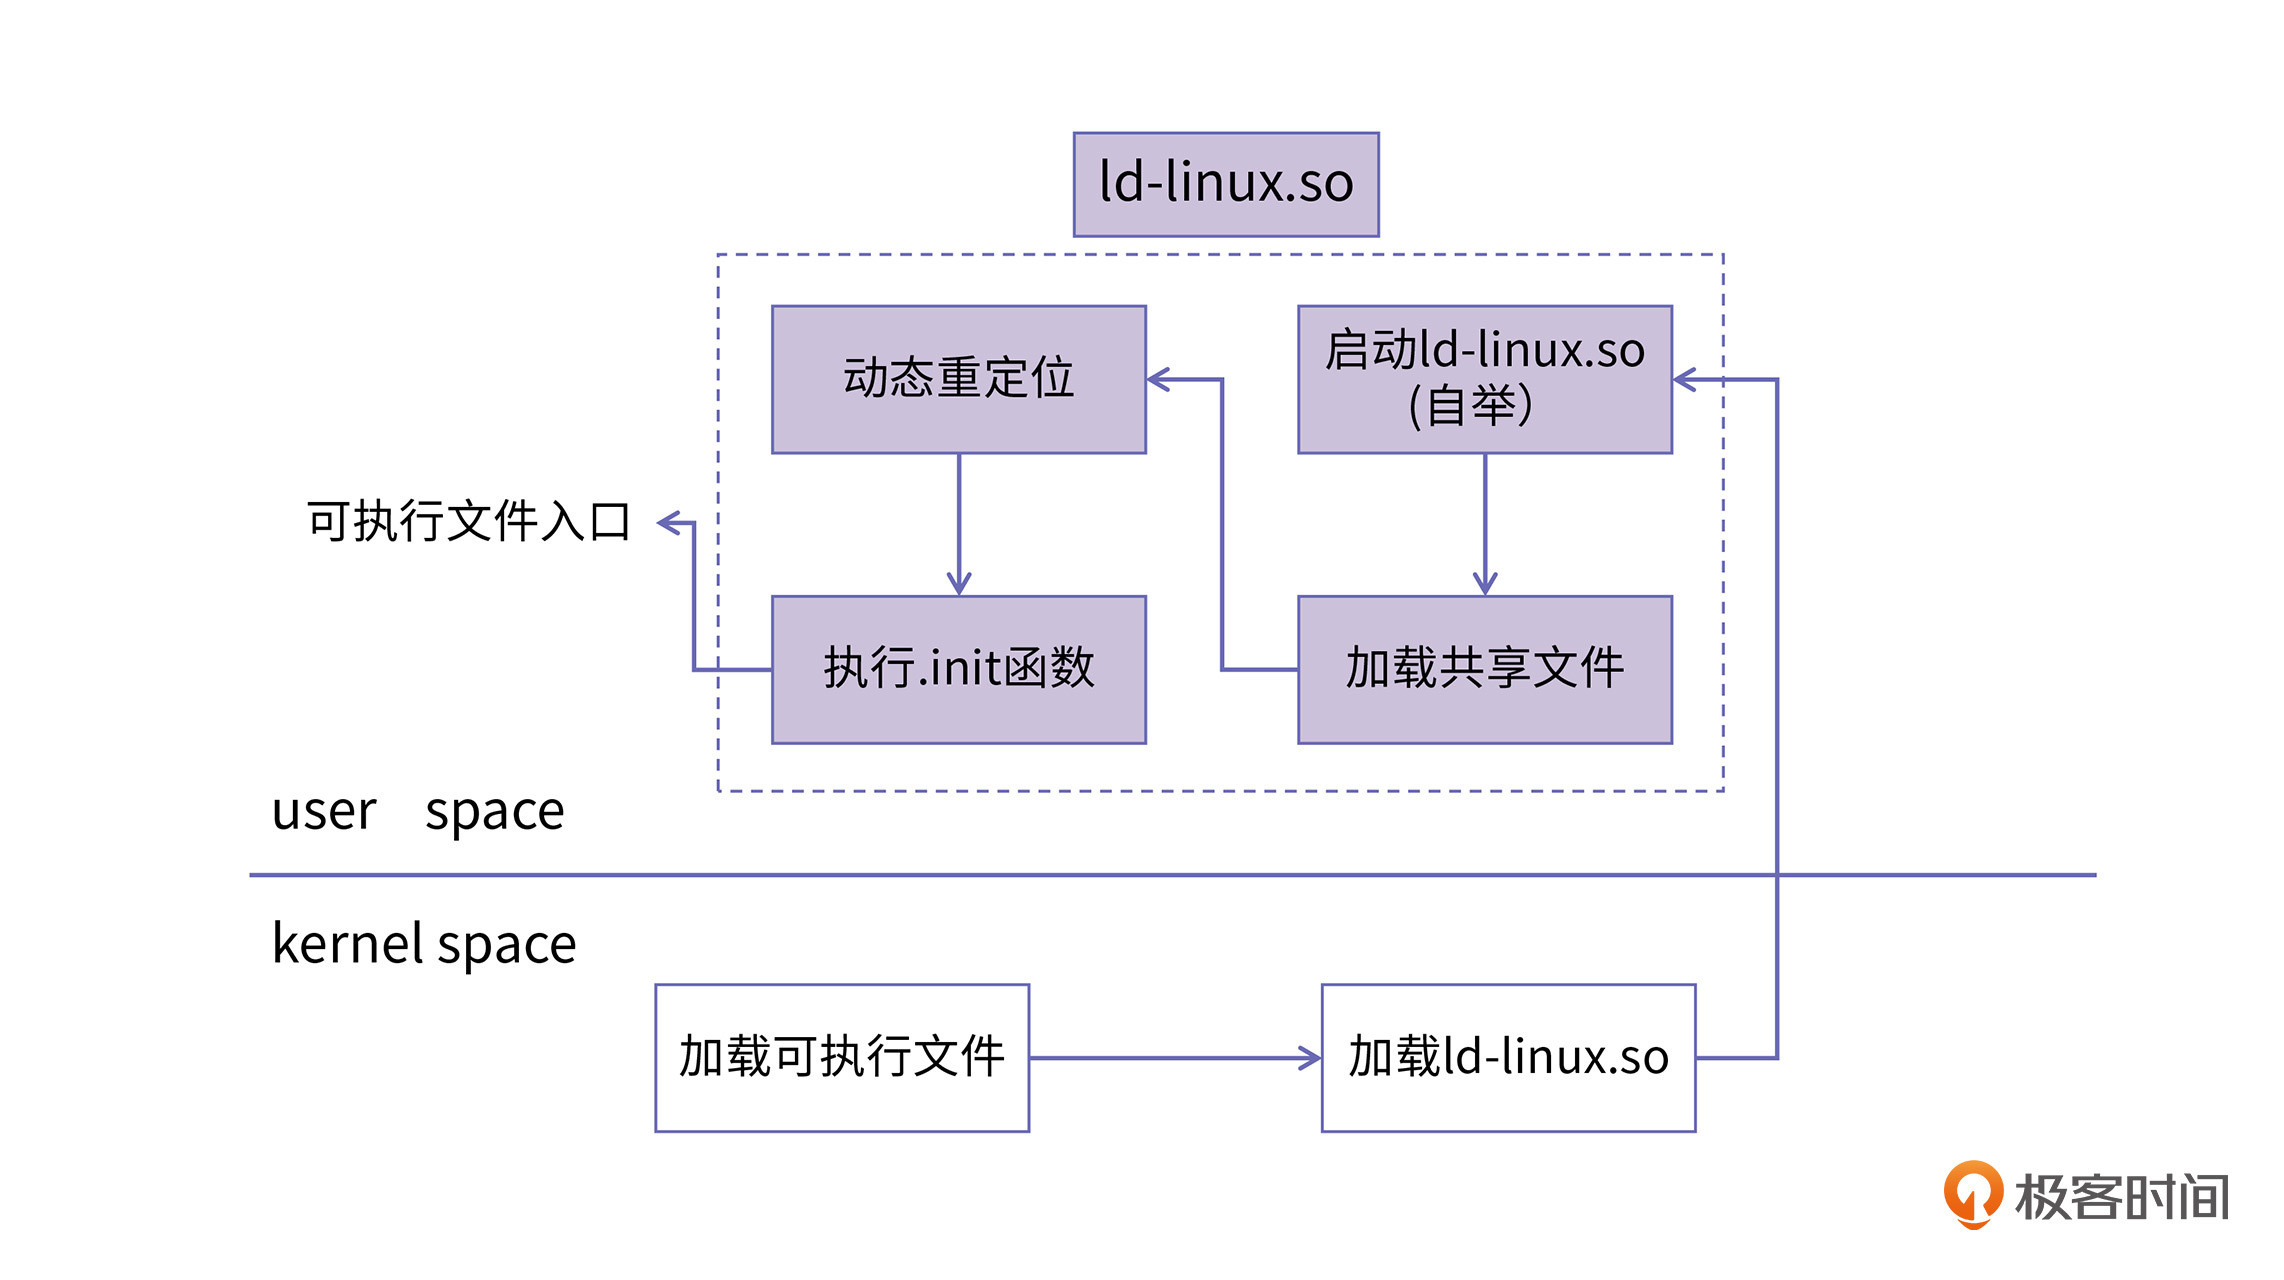 ld-linux.so
动态重定位
启动ld-linux.so
(自举）
可执行文件入口
执行.init函数
加载共享文件
user space
kernel space
加载可执行文件
加载ld-linux.so
极客时间